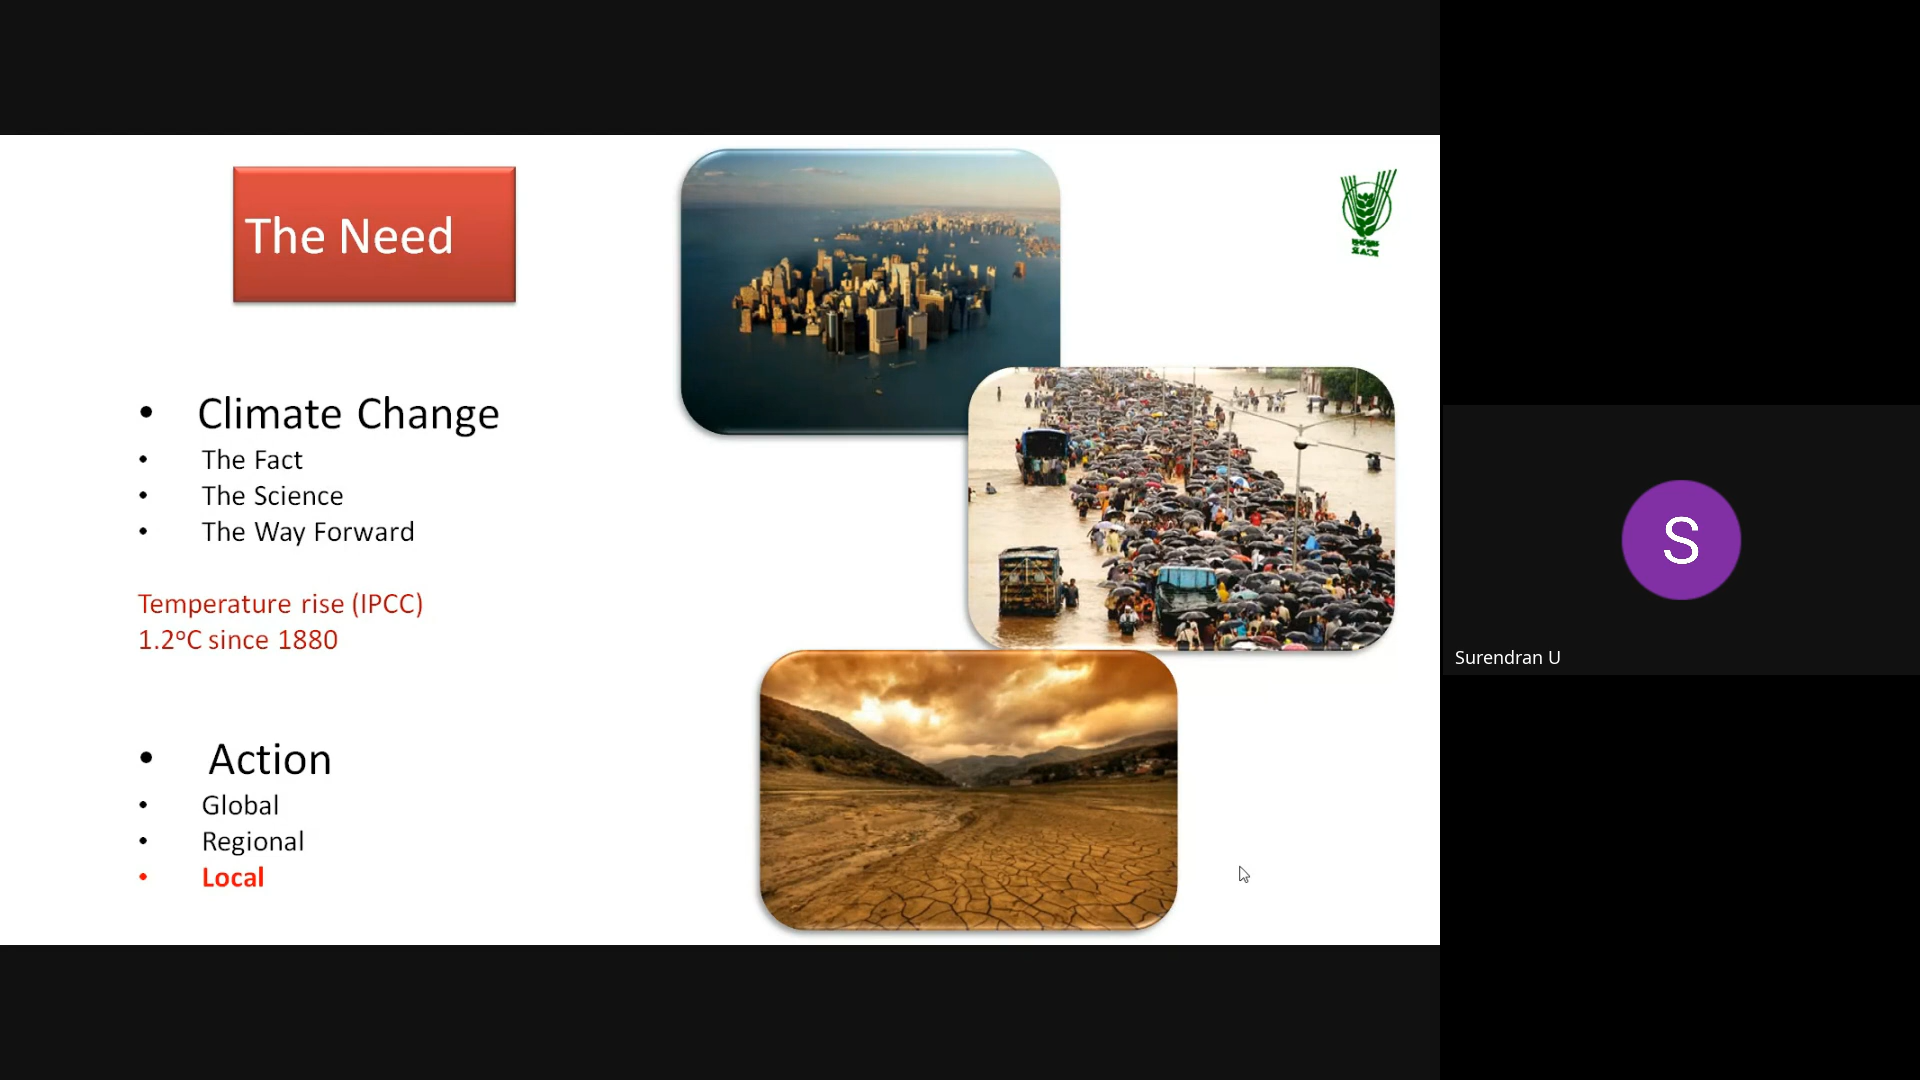 The Need
• Climate Change
• The Fact
• The Science
• The Way Forward
Temperature rise (IPCC)
1.2°C since 1880
• Action
• Global
• Regional
• Local
S
Surendran U